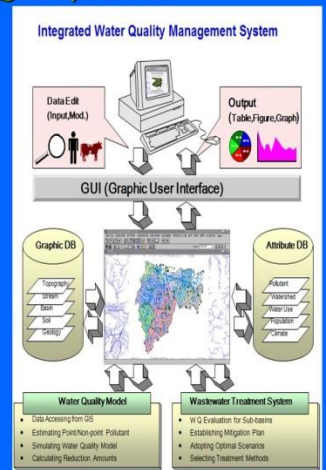 Integrated Water Quality Management System
Data Edit
(Input,Mod.)
Output
(Table,Figure,Graph)
GUI (Graphic User Interface)
Graphic DB
Topography
Stream
Basin
Soil
Geology
Attribute DB
Pollutant
Watershed
Water Use
Population
Climate
Water Quality Model
• Data Accessing from GIS
• Estimating Point/Non-point Pollutant
• Simulating Water Quality Model
• Calculating Reduction Amounts
Wastewater Treatment System
• WQ Evaluation for Sub-basins
• Establishing Mitigation Plan
• Adopting Optimal Scenarios
• Selecting Treatment Methods